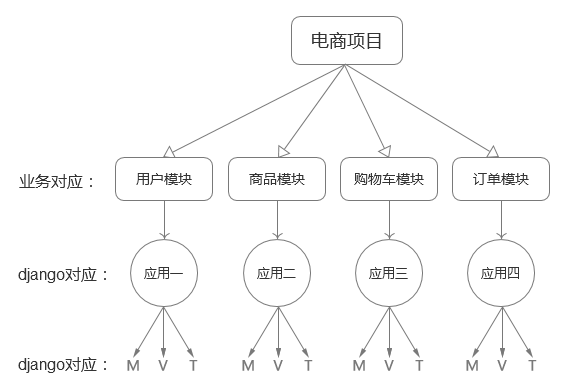 电商项目
业务对应： 用户模块 商品模块 购物车模块 订单模块
django对应： 应用一 应用二 应用三 应用四
django对应： M V T M V T M V T M V T